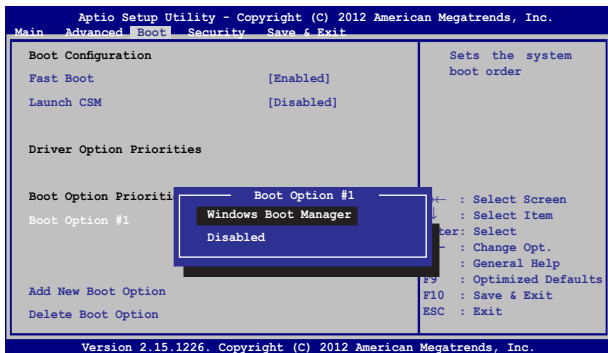 Aptio Setup Utility - Copyright (C) 2012 American Megatrends, Inc.
Main Advanced Boot Security Save & Exit
Boot Configuration
Fast Boot [Enabled]
Launch CSM [Disabled]
Driver Option Priorities
Boot Option Prioriti
Boot Option #1
Add New Boot Option
Delete Boot Option
Boot Option #1
Windows Boot Manager
Disabled
Sets the system
boot order
← : Select Screen
: Select Item
ter: Select
– : Change Opt.
: General Help
F9 : Optimized Defaults
F10 : Save & Exit
ESC : Exit
Version 2.15.1226. Copyright (C) 2012 American Megatrends, Inc.